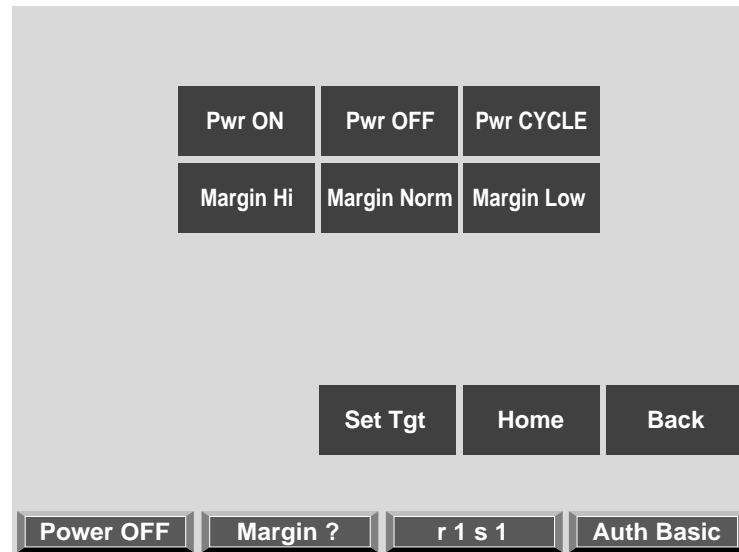 Pwr ON Pwr OFF Pwr CYCLE
Margin Hi Margin Norm Margin Low
Set Tgt Home Back
Power OFF Margin ? r 1 s 1 Auth Basic